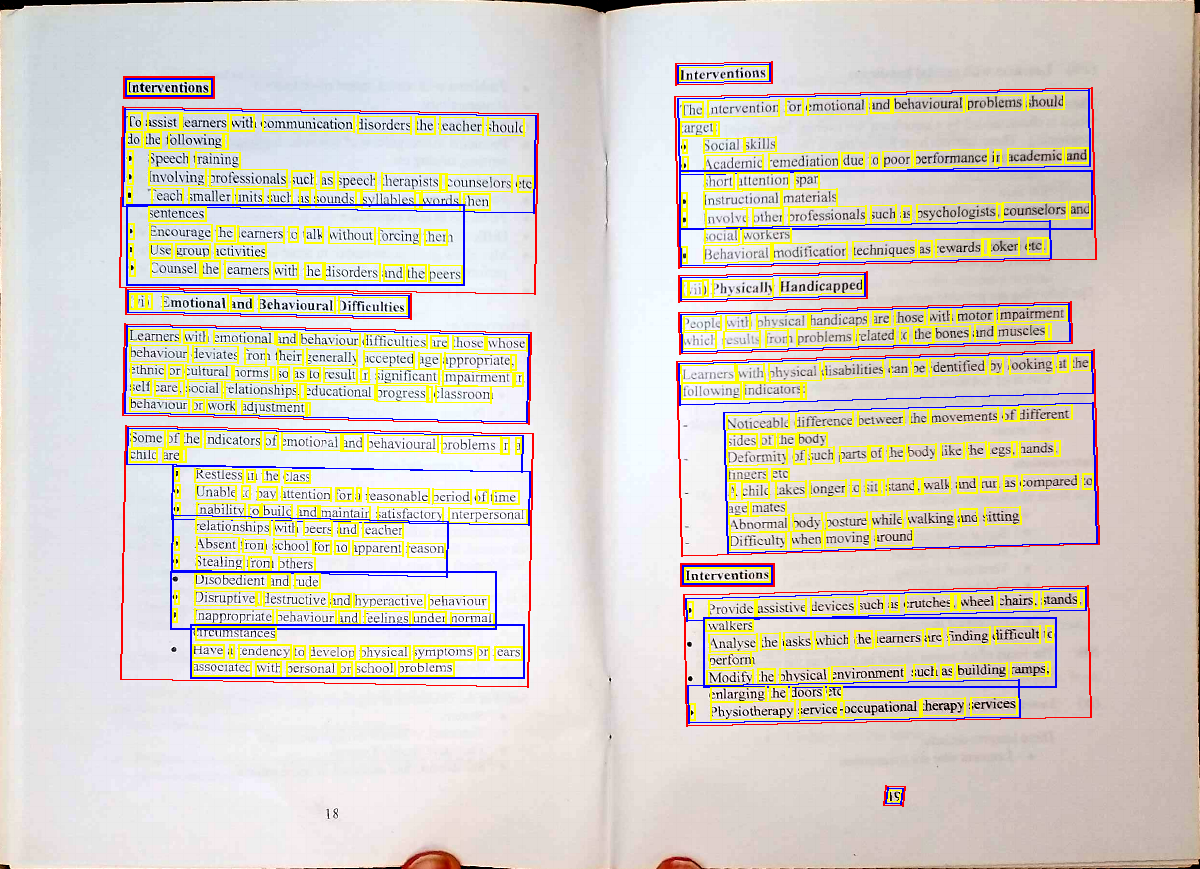 Interventions
To assist learners with communication disorders the teacher should
do the following
• Speech training
• Involving professionals such as speech therapists, counselors etc
• Teach smaller units such as sounds, syllables, words then
sentences
• Encourage the learners to talk without forcing them
• Use group activities
• Counsel the learners with the disorders and the peers
Emotional and Behavioural Difficulties
Learners with emotional and behaviour difficulties are those whose
behaviour deviates from their generally accepted age appropriate,
ethnic or cultural norms so as to result in significant impairment in
self care, social relationships, educational progress, classroom
behaviour or work adjustment
Some of the indicators of emotional and behavioural problems in a
child are
• Restless in the class
• Unable to pay attention for a reasonable period of time
• Inability to build and maintain satisfactory interpersonal
relationships with peers and teacher
• Absent from school for no apparent reason
• Stealing from others
• Disobedient and rude
• Disruptive, destructive and hyperactive behaviour
• Inappropriate behaviour and feelings under normal
circumstances
• Have a tendency to develop physical symptoms or fears
associated with personal or school problems
18
Interventions
The intervention for emotional and behavioural problems should
target:
• Social skills
• Academic remediation due to poor performance in academic and
short attention span
• Instructional materials
• Involve other professionals such as psychologists, counselors and
social workers
• Behavioral modification techniques as rewards, token etc.
Physically Handicapped
People with physical handicaps are those with motor impairment
which results from problems related to the bones and muscles
Learners with physical disabilities can be identified by looking at the
following indicators:
- Noticeable difference between the movements of different
sides of the body
- Deformity of such parts of the body like the legs, hands,
fingers etc
- A child takes longer to sit, stand, walk and run as compared to
age mates
- Abnormal body posture while walking and sitting
- Difficulty when moving around
Interventions
• Provide assistive devices such as crutches, wheel chairs, stands,
walkers
• Analyse the tasks which the learners are finding difficult to
perform
• Modify the physical environment such as building ramps,
enlarging the doors etc
• Physiotherapy service-occupational therapy services